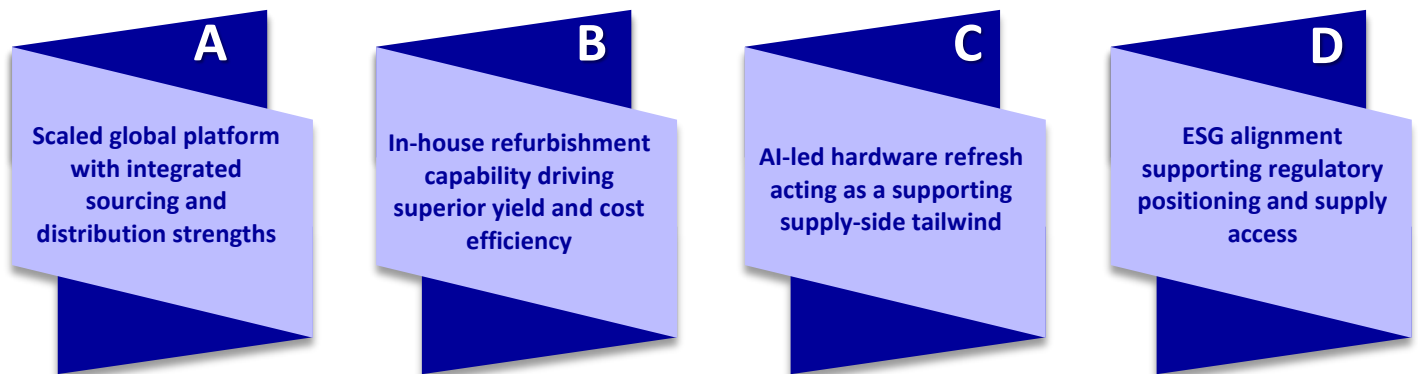 A
Scaled global platform
with integrated
sourcing and
distribution strengths
B
In-house refurbishment
capability driving
superior yield and cost
efficiency
C
AI-led hardware refresh
acting as a supporting
supply-side tailwind
D
ESG alignment
supporting regulatory
positioning and supply
access